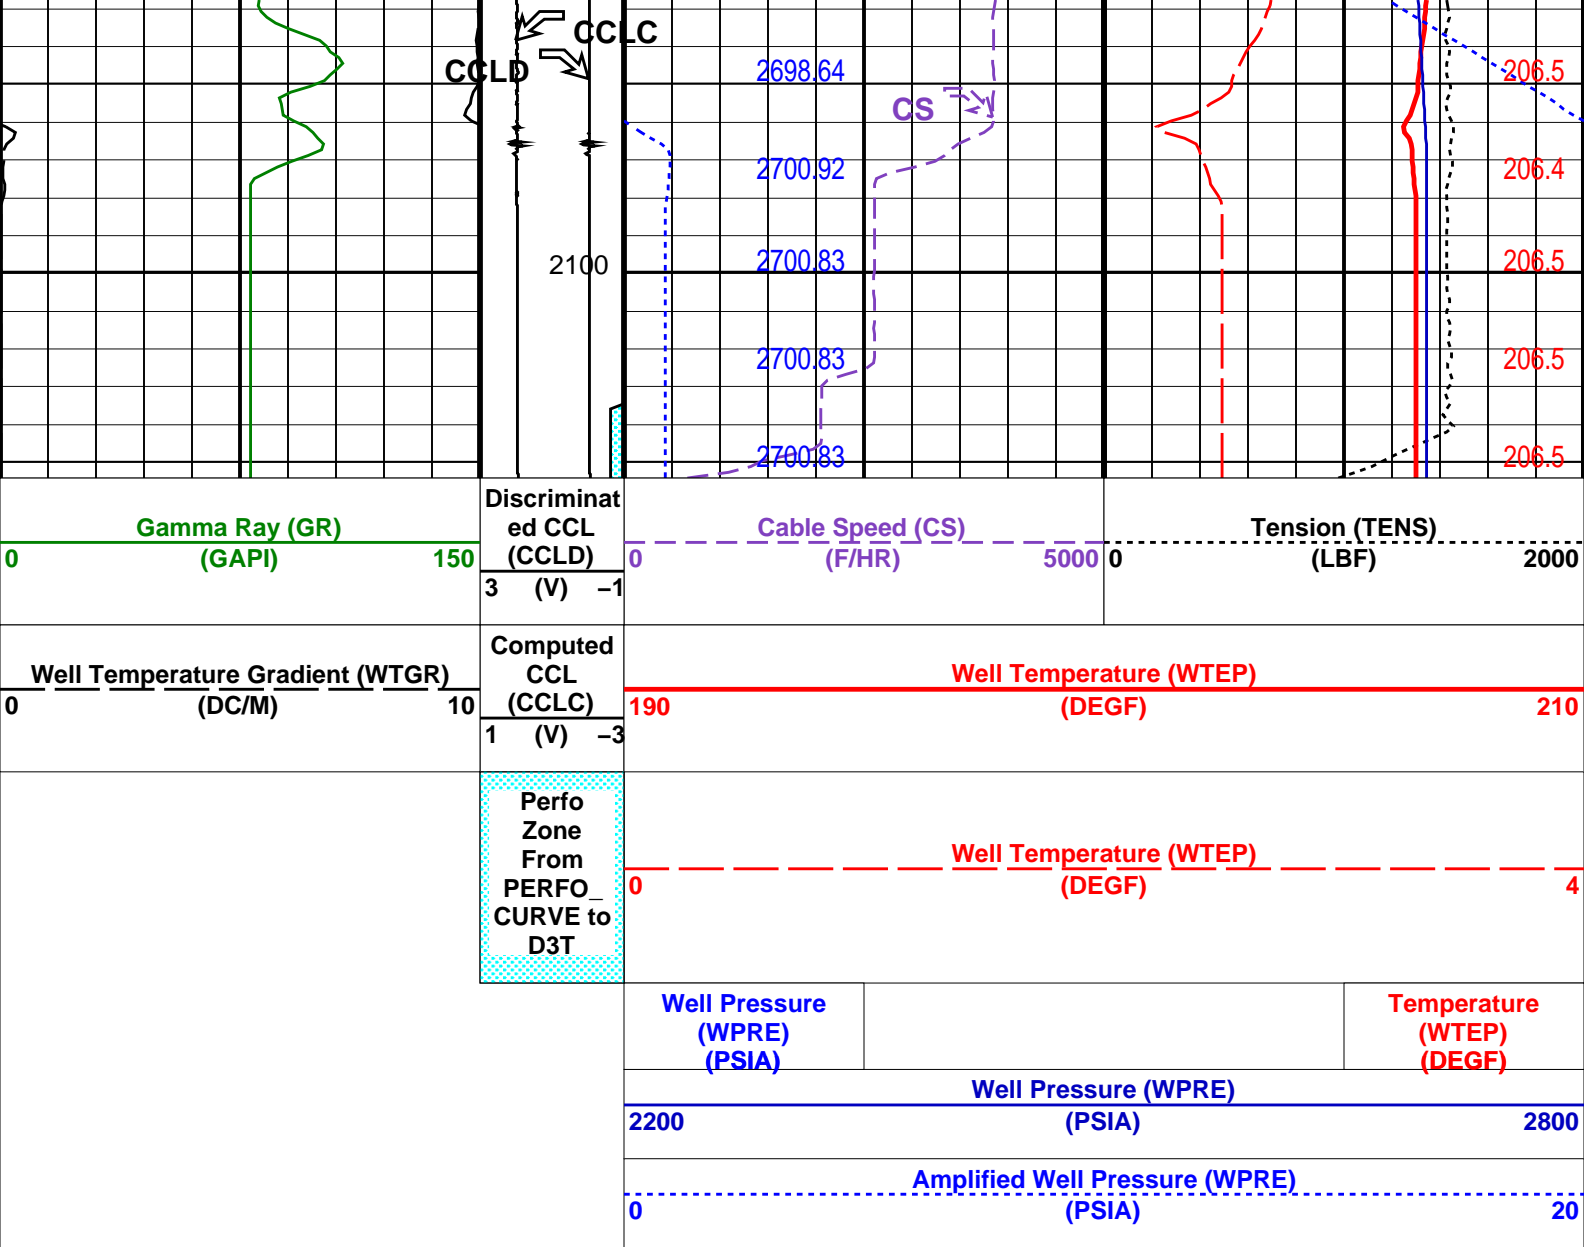 CCLC
CCLD
2698.64
206.5
CS
2700.92
206.4
2100
2700.83
206.5
2700.83
206.5
2700.83
206.5
Gamma Ray (GR)
0 (GAPI) 150
Discriminat
ed CCL
(CCLD)
3 (V) −1
Cable Speed (CS)
0 (F/HR) 5000
Tension (TENS)
0 (LBF) 2000
Well Temperature Gradient (WTGR)
0 (DC/M) 10
Computed
CCL
(CCLC)
1 (V) −3
Well Temperature (WTEP)
190 (DEGF) 210
Perfo
Zone
From
PERFO_
CURVE to
D3T
Well Temperature (WTEP)
0 (DEGF) 4
Well Pressure
(WPRE)
(PSIA)
Temperature
(WTEP)
(DEGF)
Well Pressure (WPRE)
2200 (PSIA) 2800
Amplified Well Pressure (WPRE)
0 (PSIA) 20